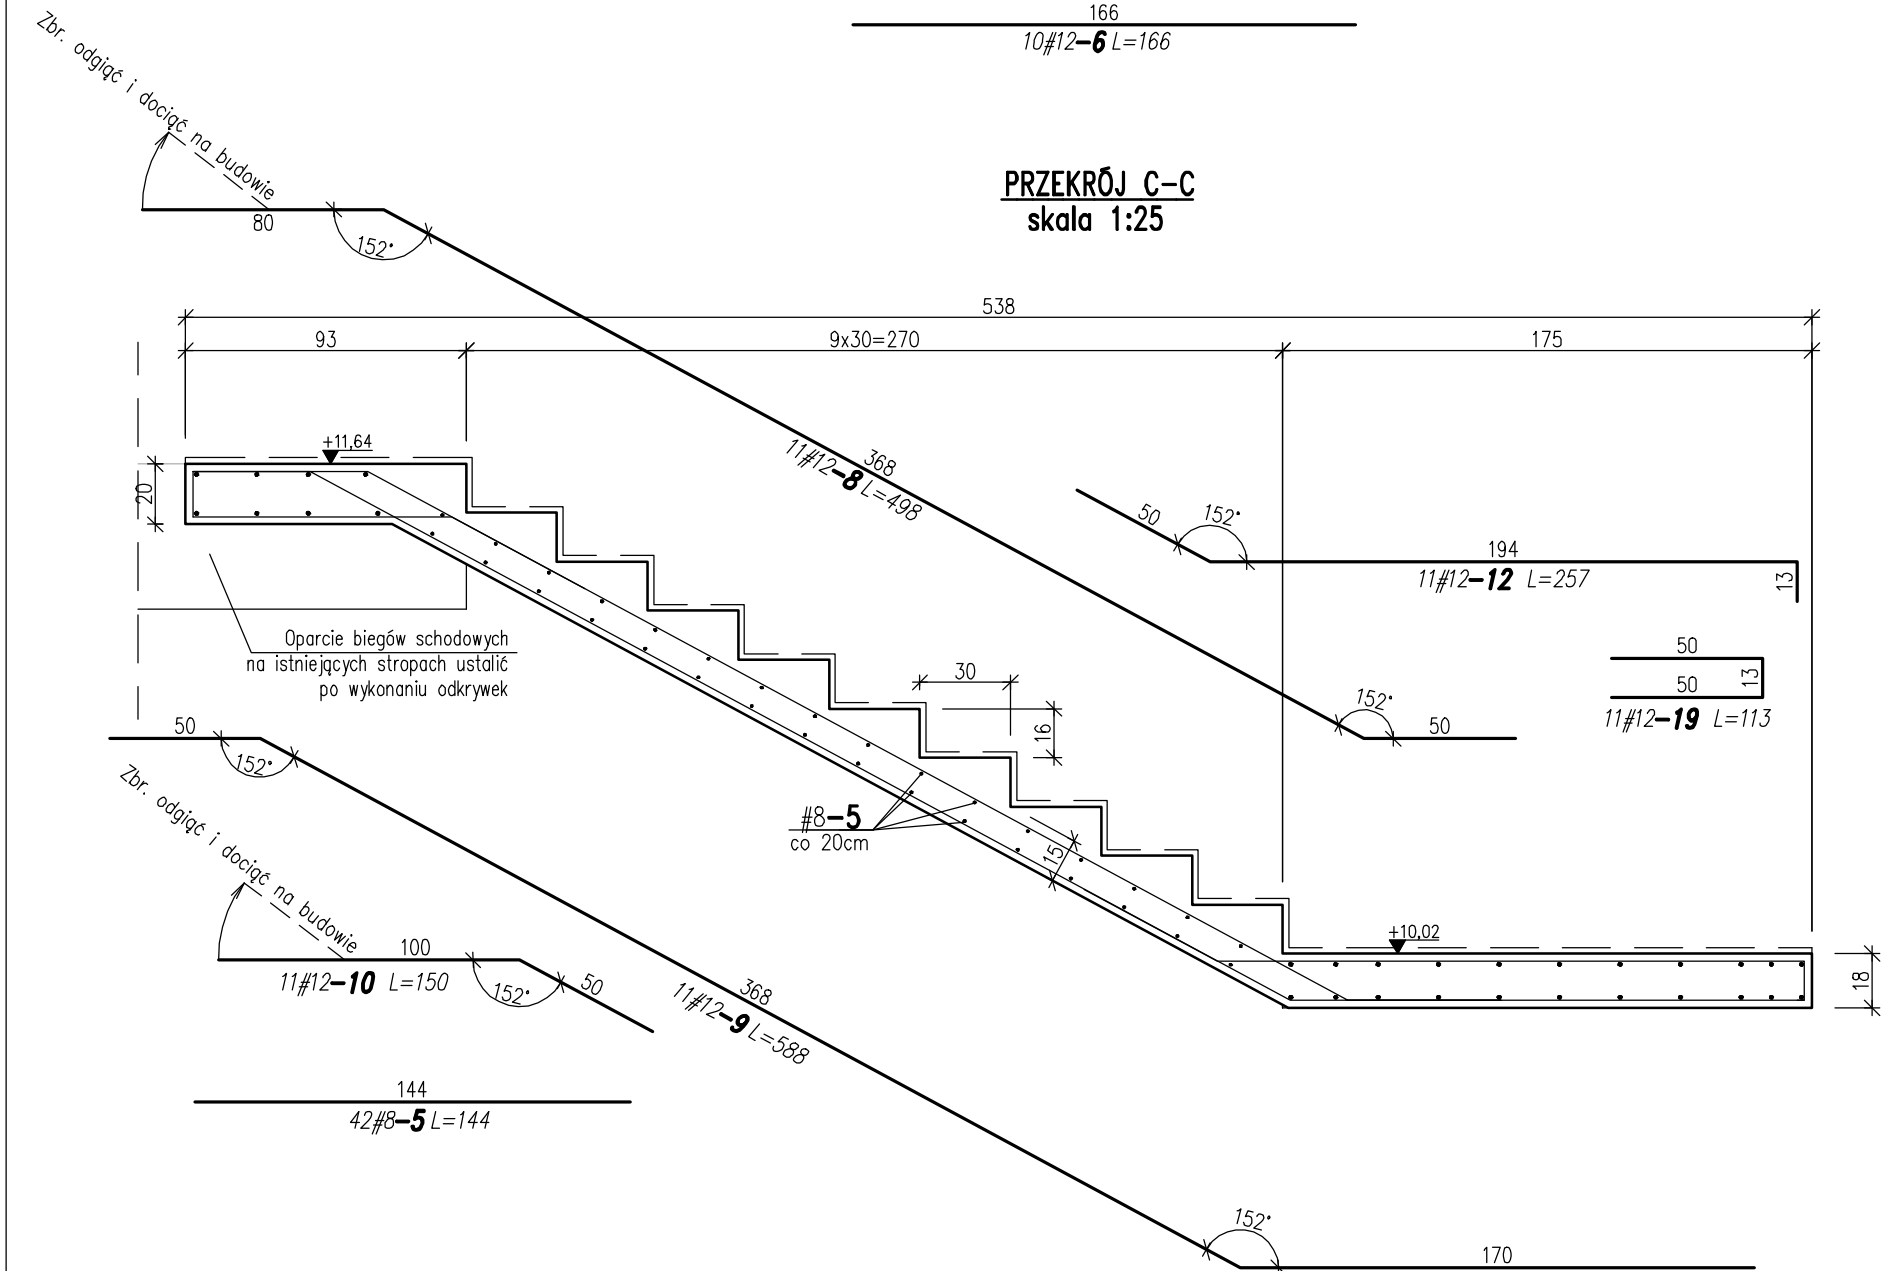 166
10#12-6 L=166
Zbr. odgiąć i dociąć na budowie
80
152°
PRZEKRÓJ C-C
skala 1:25
538
93
9x30=270
175
+11,64
20
368
11#12-8 L=498
50
152°
194
11#12-12 L=257
13
Oparcie biegów schodowych
na istniejących stropach ustalić
po wykonaniu odkrywek
30
16
50
13
50
11#12-19 L=113
152°
50
50
152°
Zbr. odgiąć i dociąć na budowie
#8-5
co 20cm
15
+10,02
18
100
11#12-10 L=150
152°
50
368
11#12-9 L=588
144
42#8-5 L=144
152°
170